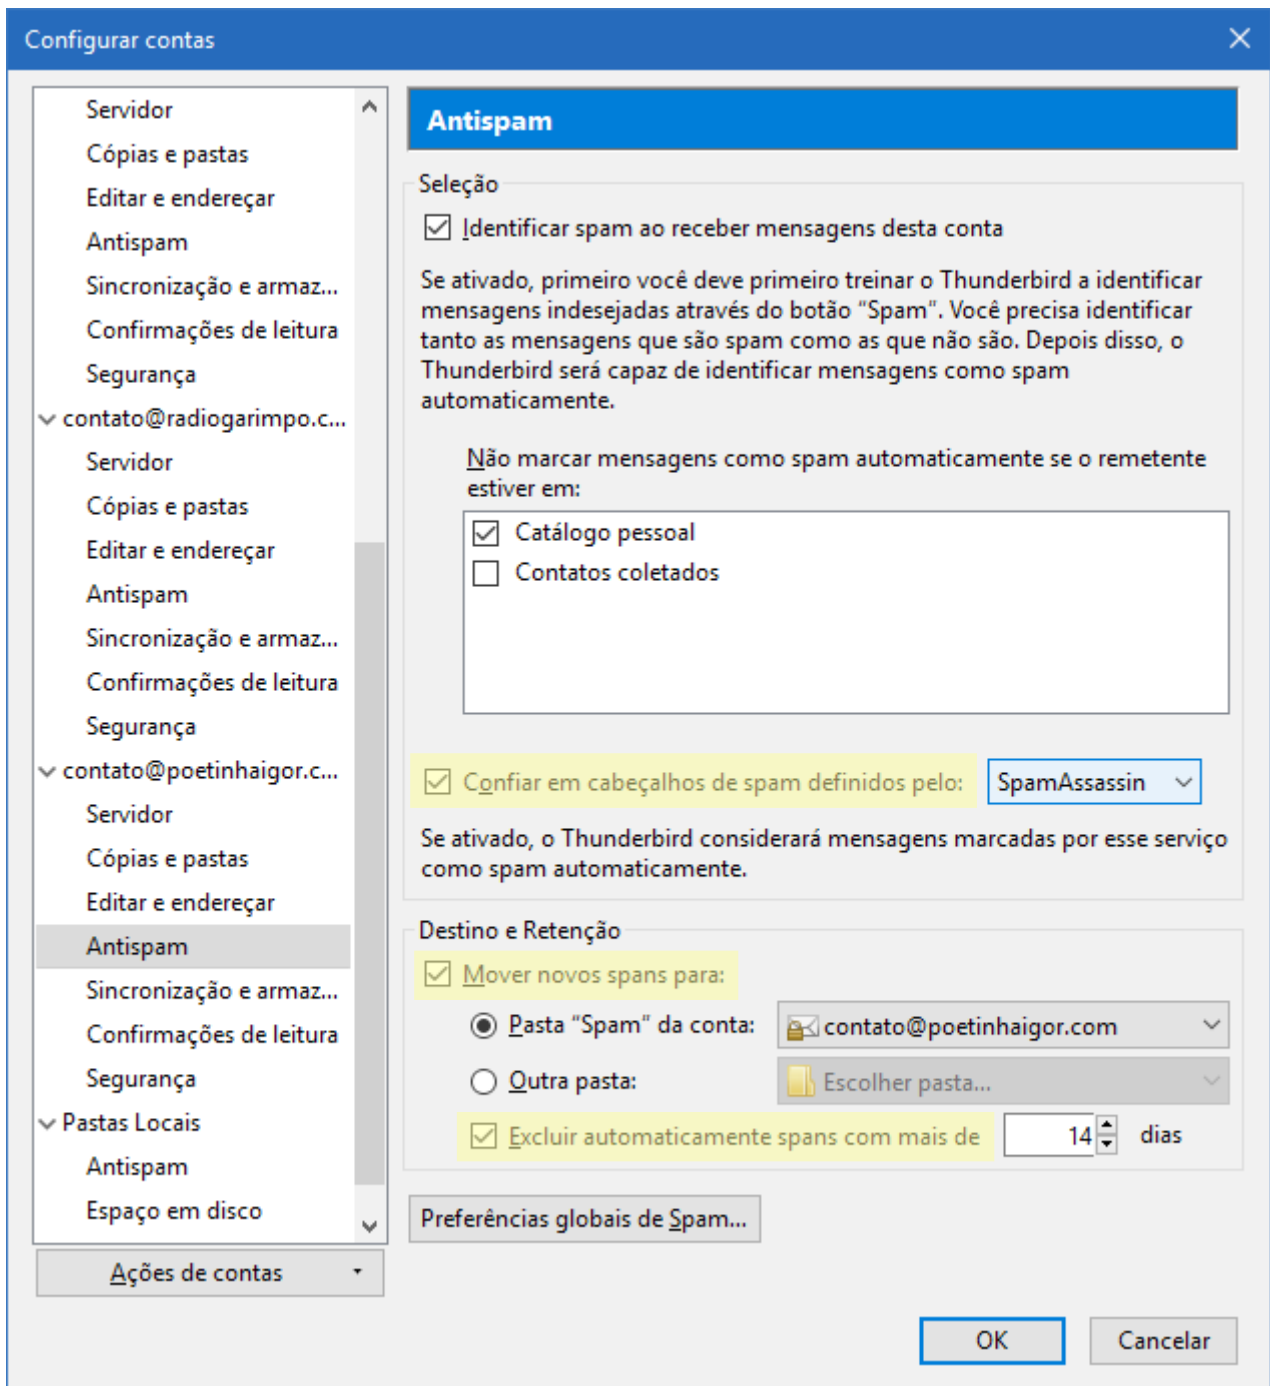 Configurar contas
Servidor
Cópias e pastas
Editar e endereçar
Antispam
Sincronização e armaz...
Confirmações de leitura
Segurança
contato@radiogarimpo.c...
Servidor
Cópias e pastas
Editar e endereçar
Antispam
Sincronização e armaz...
Confirmações de leitura
Segurança
contato@poetinhaigor.c...
Servidor
Cópias e pastas
Editar e endereçar
Antispam
Sincronização e armaz...
Confirmações de leitura
Segurança
Pastas Locais
Antispam
Espaço em disco
Ações de contas
Antispam
Seleção
Identificar spam ao receber mensagens desta conta
Se ativado, primeiro você deve primeiro treinar o Thunderbird a identificar
mensagens indesejadas através do botão “Spam”. Você precisa identificar
tanto as mensagens que são spam como as que não são. Depois disso, o
Thunderbird será capaz de identificar mensagens como spam
automaticamente.
Não marcar mensagens como spam automaticamente se o remetente
estiver em:
Catálogo pessoal
Contatos coletados
Confiar em cabeçalhos de spam definidos pelo: SpamAssassin
Se ativado, o Thunderbird considerará mensagens marcadas por esse serviço
como spam automaticamente.
Destino e Retenção
Mover novos spans para:
Pasta “Spam” da conta: contato@poetinhaigor.com
Outra pasta: Escolher pasta...
Excluir automaticamente spans com mais de 14 dias
Preferências globais de Spam...
OK Cancelar